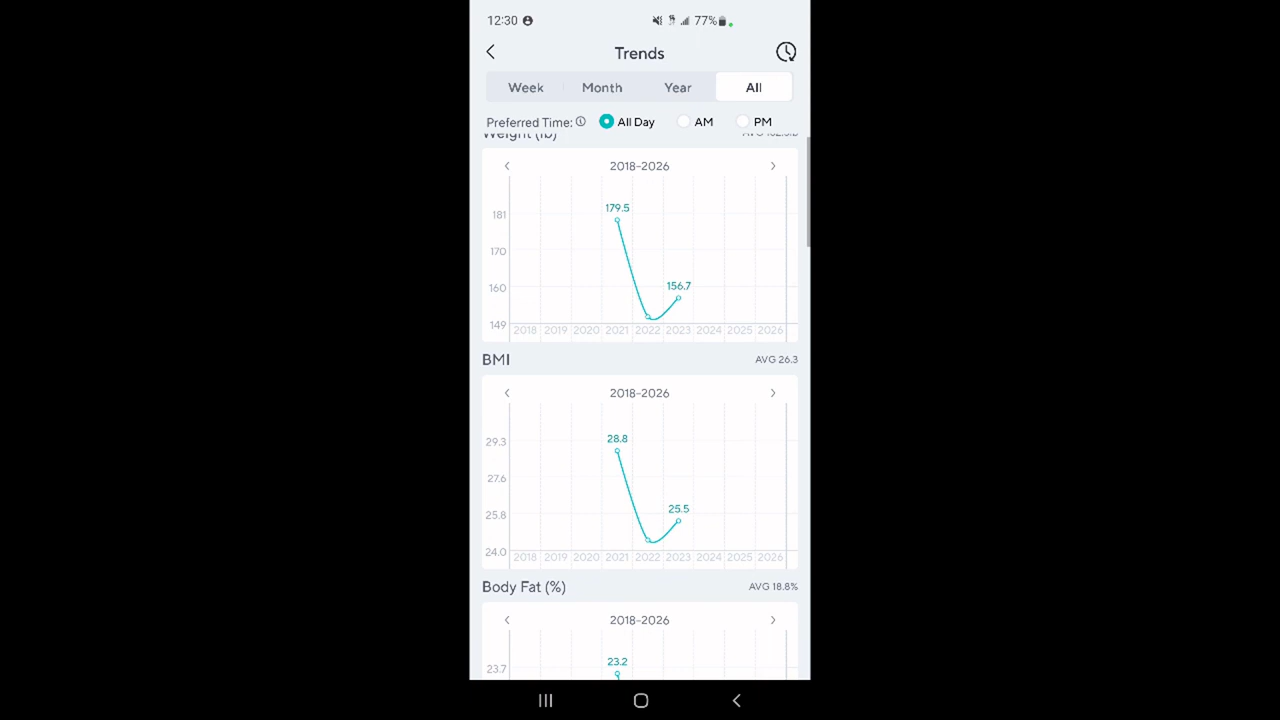 12:30 77%
Trends
Week Month Year All
Preferred Time: All Day AM PM
Weight (lb)
2018-2026
179.5
181
170
156.7
160
149
2018 2019 2020 2021 2022 2023 2024 2025 2026
BMI AVG 26.3
2018-2026
28.8
29.3
27.6
25.5
25.8
24.0
2018 2019 2020 2021 2022 2023 2024 2025 2026
Body Fat (%) AVG 18.8%
2018-2026
23.2
23.7